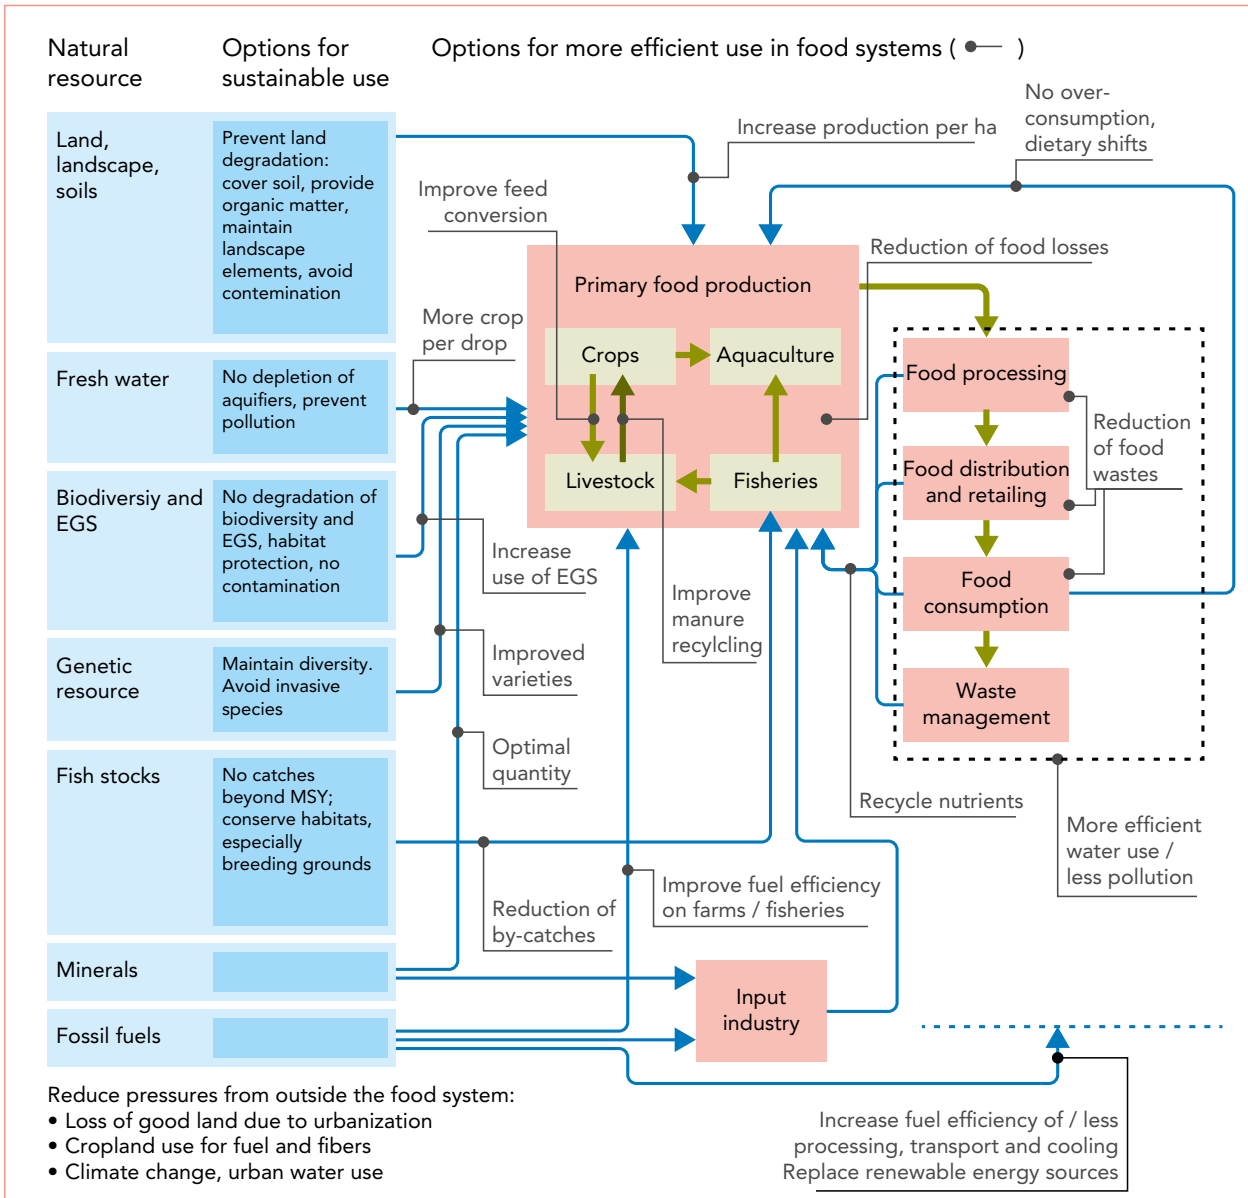 Natural
resource
Options for
sustainable use
Options for more efficient use in food systems ( )
Land,
landscape,
soils
Prevent land
degradation:
cover soil, provide
organic matter,
maintain
landscape
elements, avoid
contamination
Fresh water
No depletion of
aquifiers, prevent
pollution
Biodiversiy and
EGS
No degradation of
biodiversity and
EGS, habitat
protection, no
contamination
Genetic
resource
Maintain diversity.
Avoid invasive
species
Fish stocks
No catches
beyond MSY;
conserve habitats,
especially
breeding grounds
Minerals
Fossil fuels
Increase production per ha
No over-
consumption,
dietary shifts
Improve feed
conversion
Reduction of food losses
More crop
per drop
Primary food production
Crops
Aquaculture
Livestock
Fisheries
Food processing
Food distribution
and retailing
Food
consumption
Waste
management
Reduction
of food
wastes
Increase
use of EGS
Improve
manure
recylcling
Improved
varieties
Optimal
quantity
Recycle nutrients
More efficient
water use /
less pollution
Improve fuel efficiency
on farms / fisheries
Reduction of
by-catches
Input
industry
Increase fuel efficiency of / less
processing, transport and cooling
Replace renewable energy sources
Reduce pressures from outside the food system:
• Loss of good land due to urbanization
• Cropland use for fuel and fibers
• Climate change, urban water use